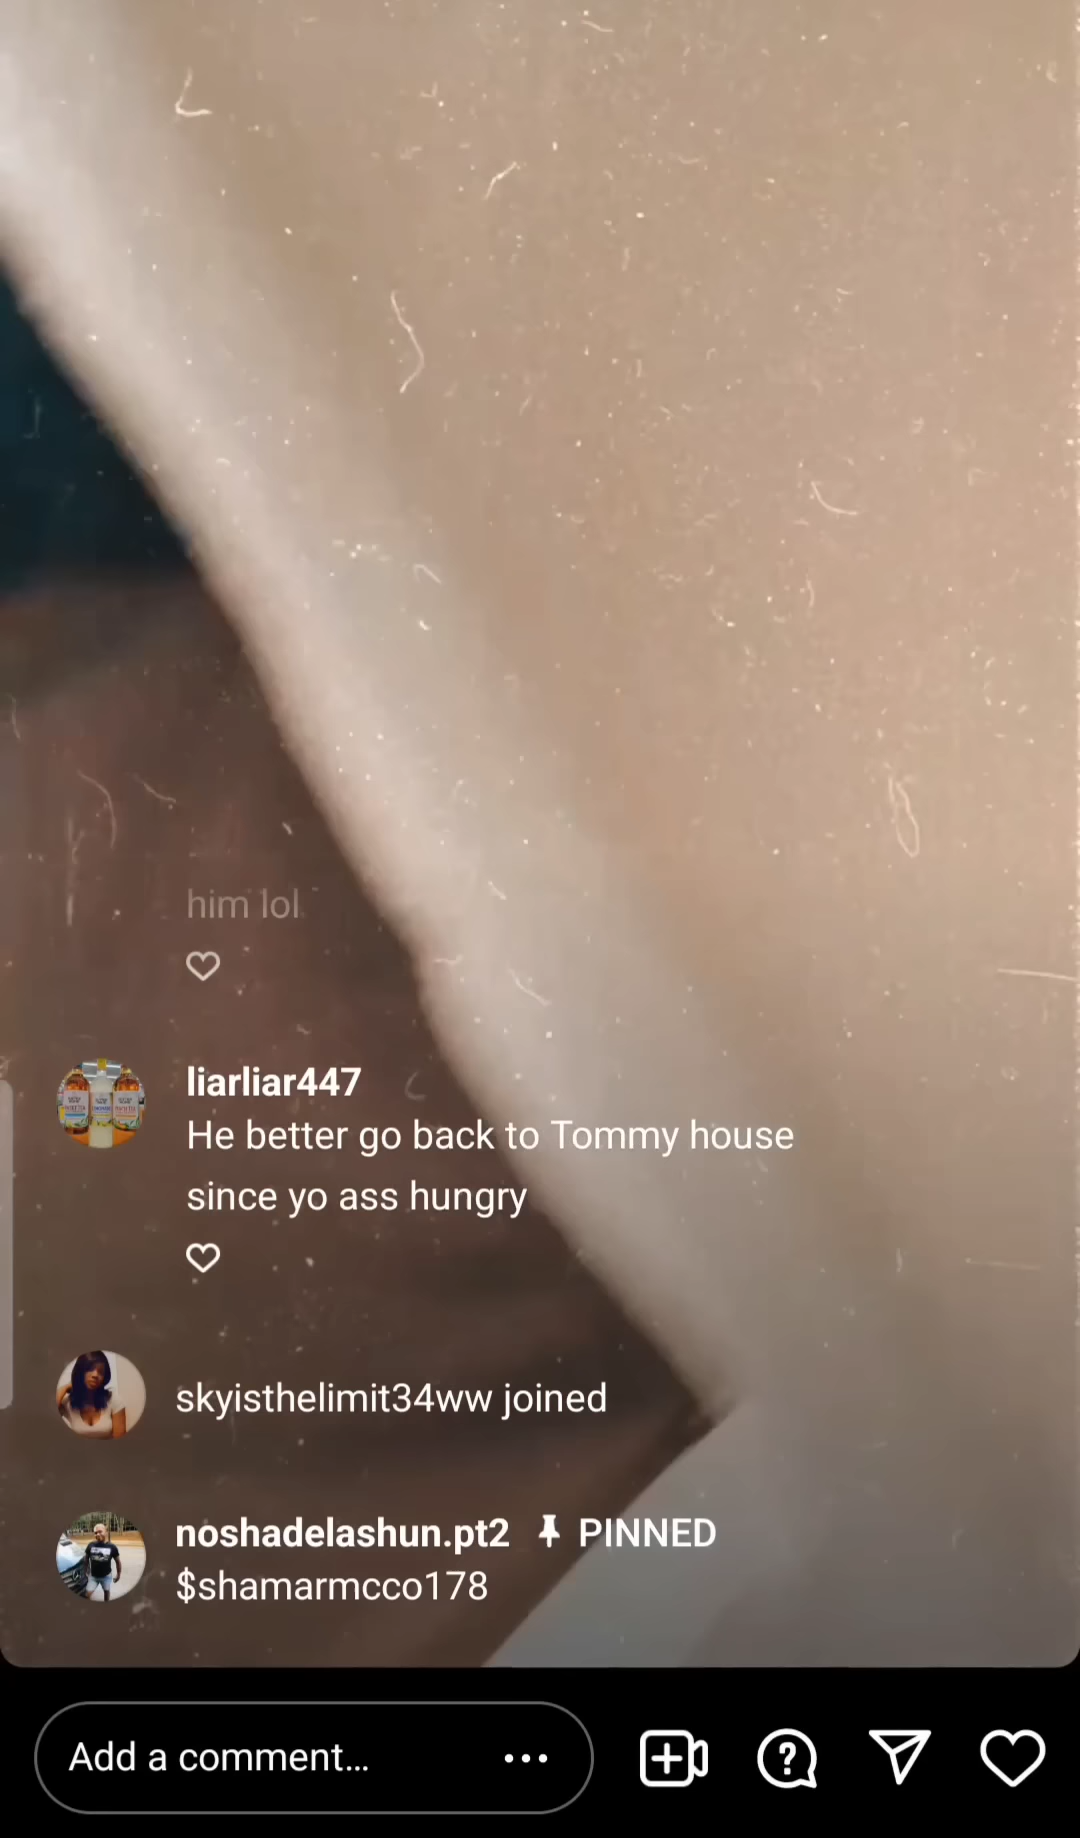 him lol
liarliar447
He better go back to Tommy house
since yo ass hungry
skyisthelimit34ww joined
noshadelashun.pt2 PINNED
$shamarmcco178
Add a comment...